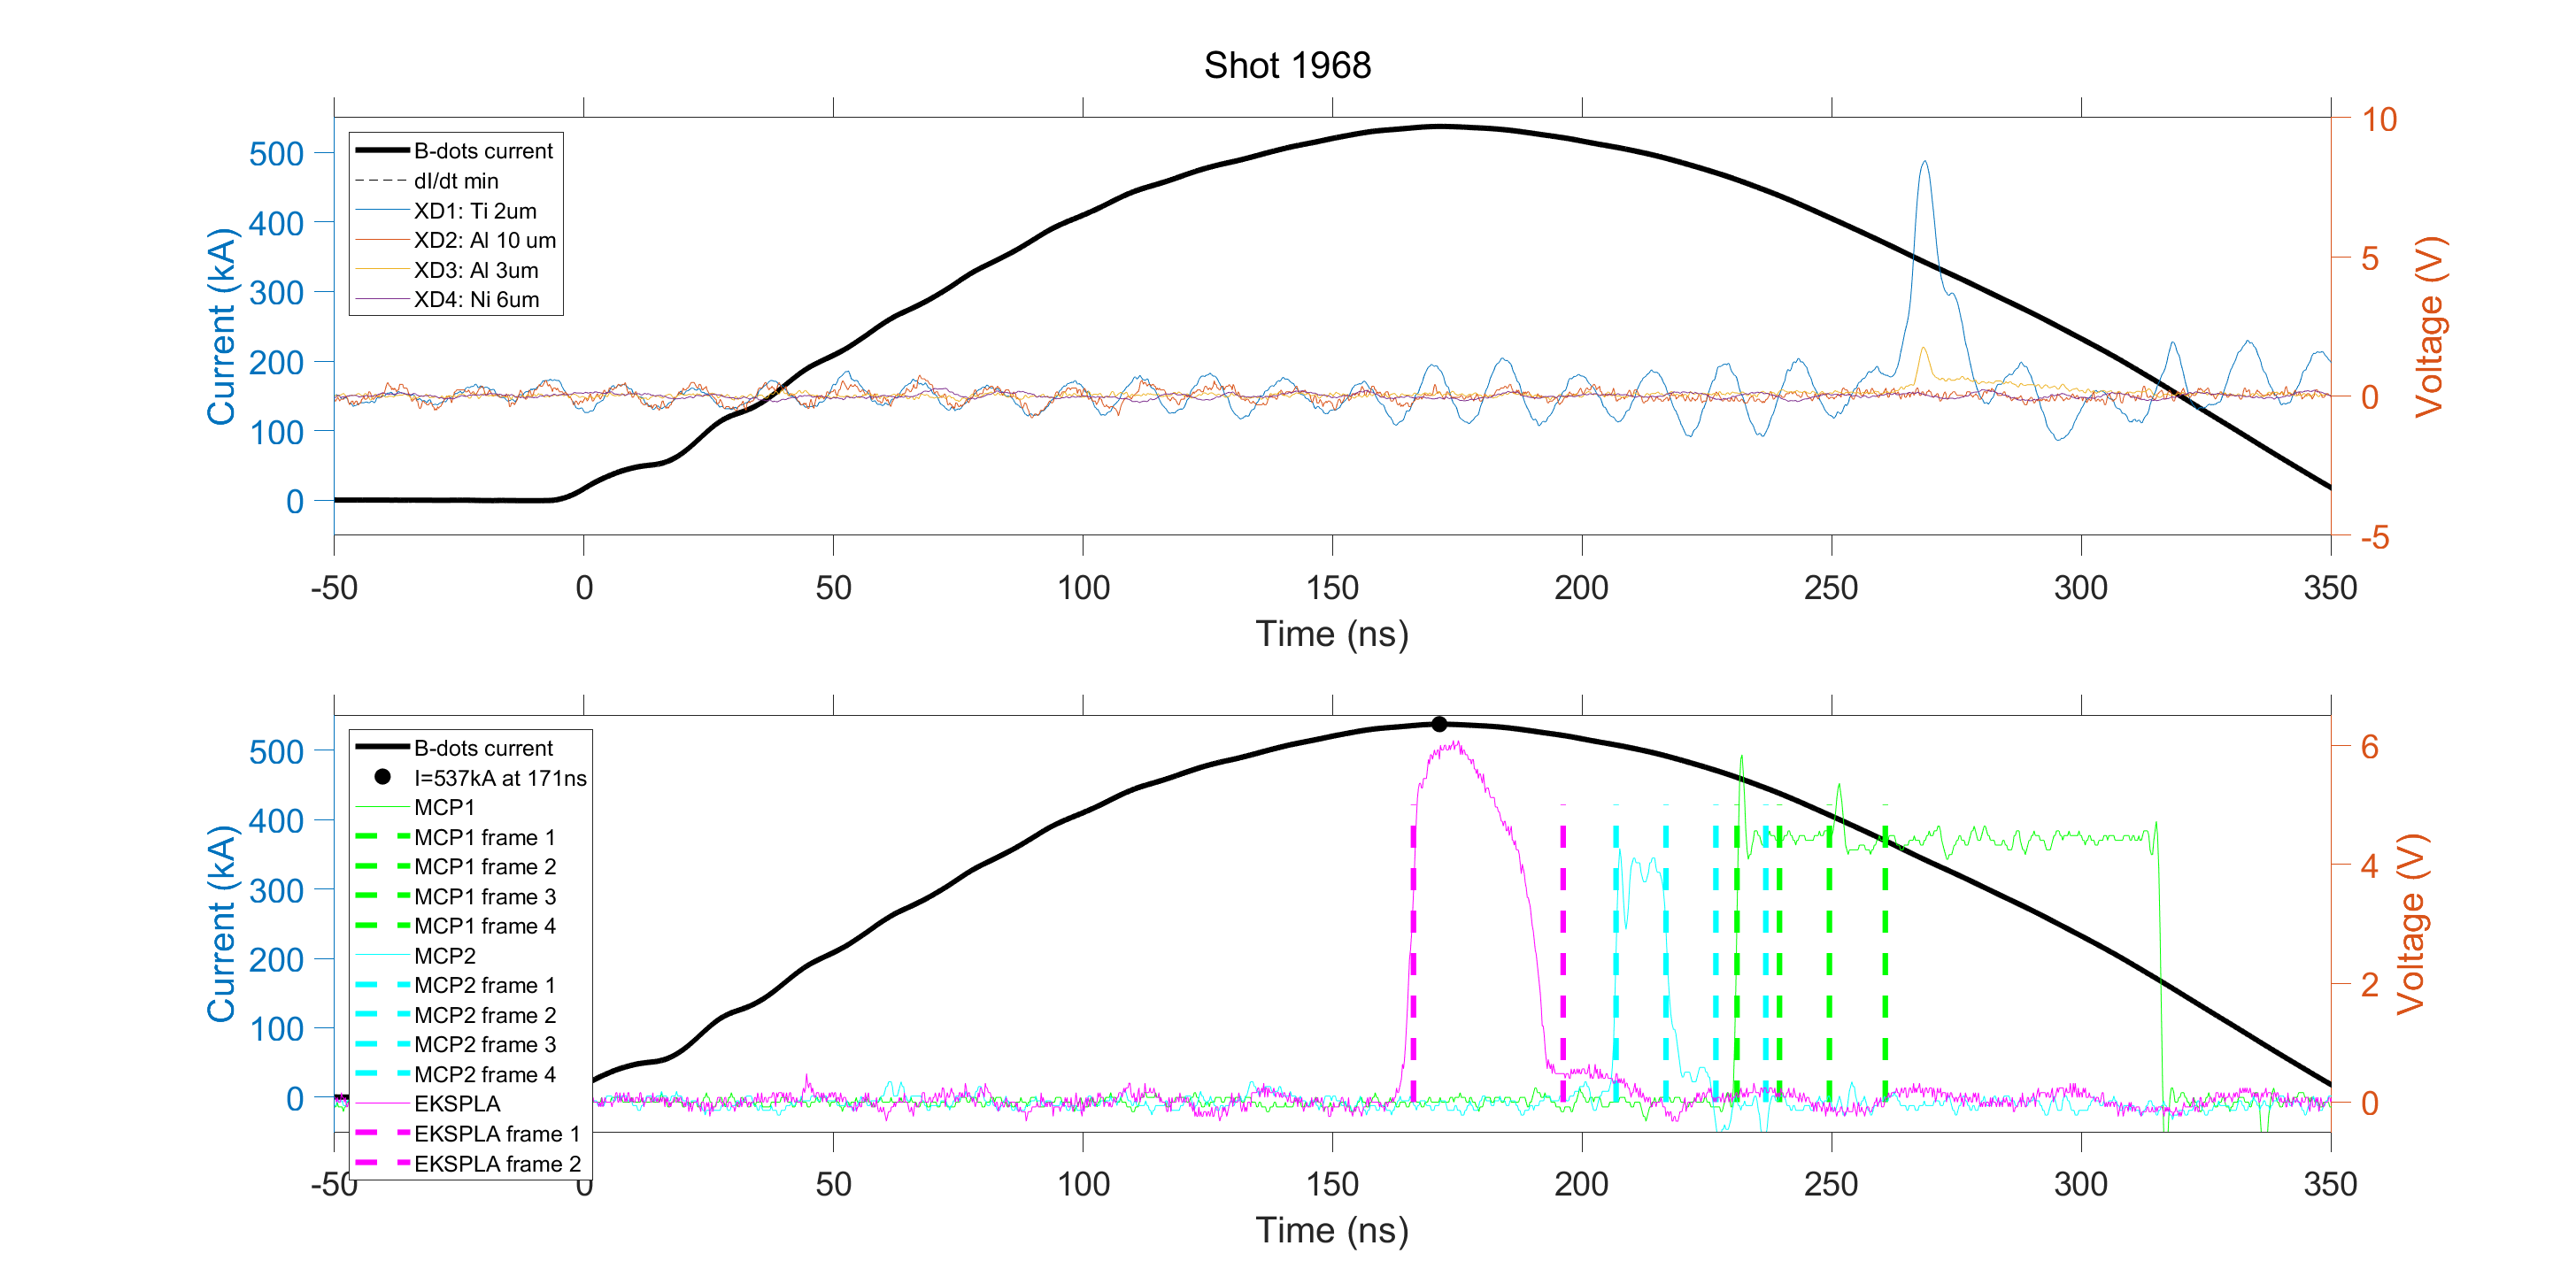 Shot 1968
B-dots current
dI/dt min
XD1: Ti 2um
XD2: Al 10 um
XD3: Al 3um
XD4: Ni 6um
Current (kA)
500
400
300
200
100
0
10
5
0
-5
Voltage (V)
-50 0 50 100 150 200 250 300 350
Time (ns)
B-dots current
I=537kA at 171ns
MCP1
MCP1 frame 1
MCP1 frame 2
MCP1 frame 3
MCP1 frame 4
MCP2
MCP2 frame 1
MCP2 frame 2
MCP2 frame 3
MCP2 frame 4
EKSPLA
EKSPLA frame 1
EKSPLA frame 2
Current (kA)
500
400
300
200
100
0
6
4
2
0
Voltage (V)
-50 0 50 100 150 200 250 300 350
Time (ns)